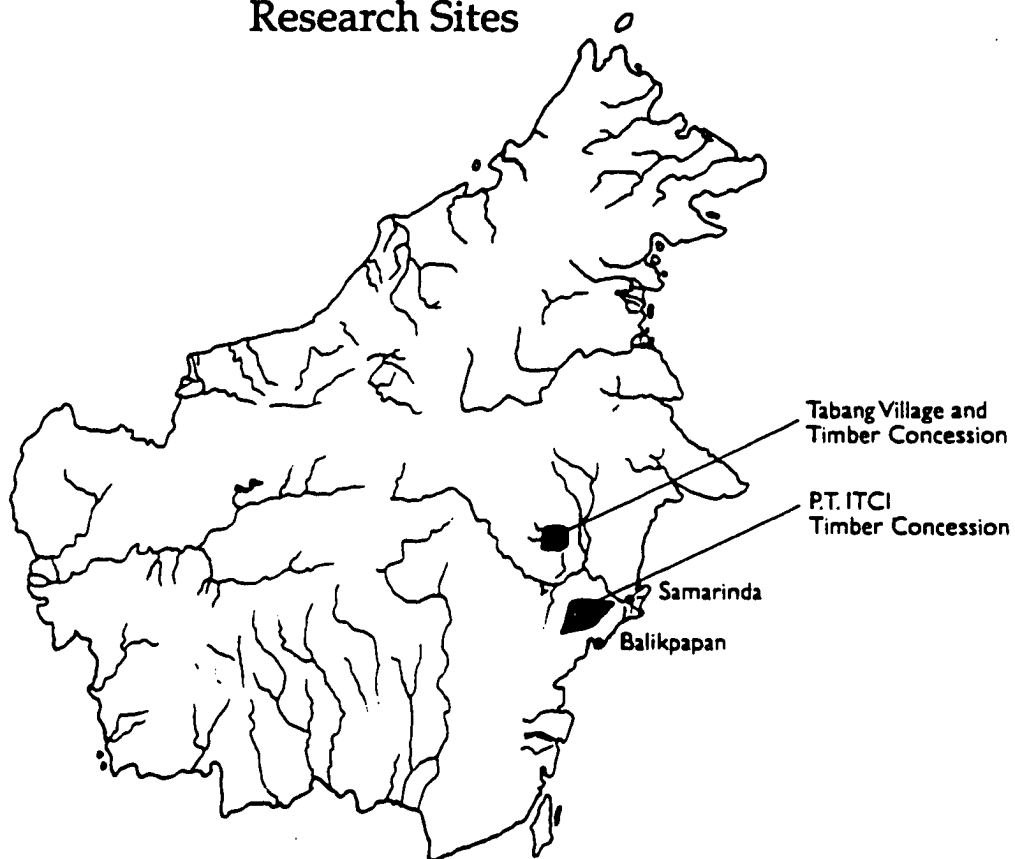 Research Sites
Tabang Village and
Timber Concession
P.T. ITCI
Timber Concession
Samarinda
Balikpapan